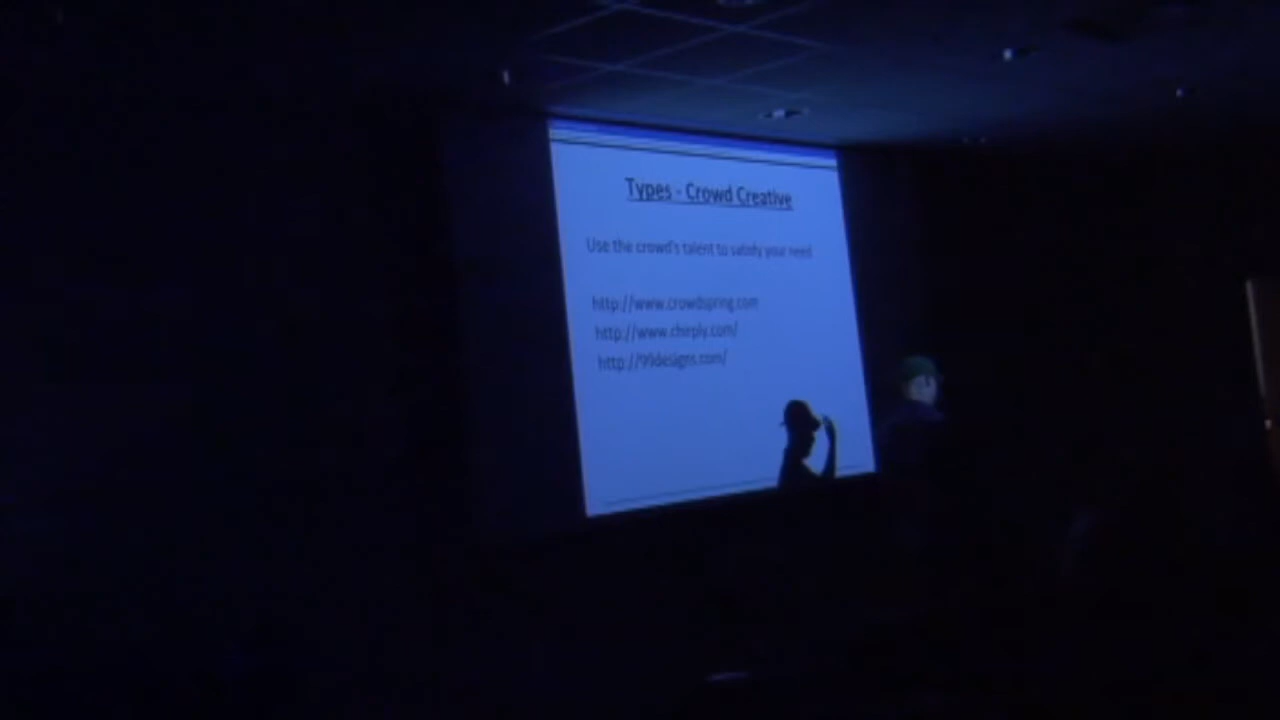 Types - Crowd Creative
Use the crowd's talent to satisfy your need
http://www.crowdspring.com
http://www.chirply.com/
http://99designs.com/